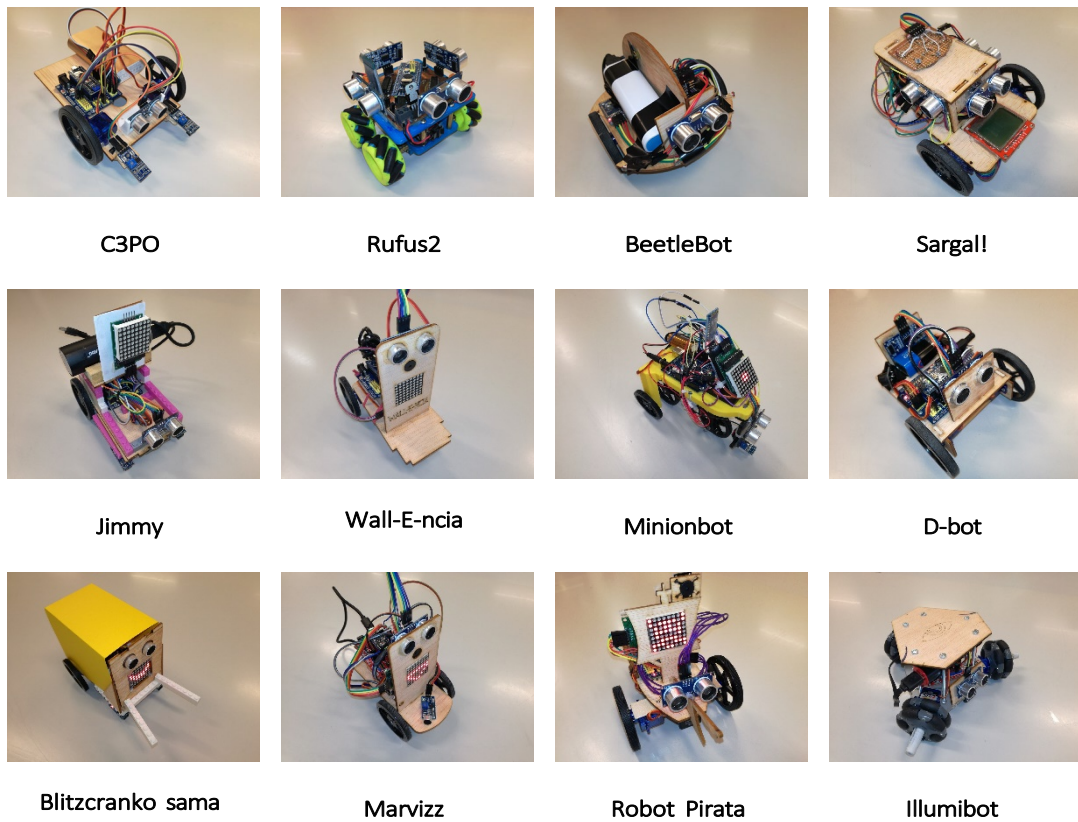 C3PO
Rufus2
BeetleBot
Sargal!
Jimmy
Wall-E-ncia
Minionbot
D-bot
Blitzcranko sama
Marvizz
Robot Pirata
Illumibot